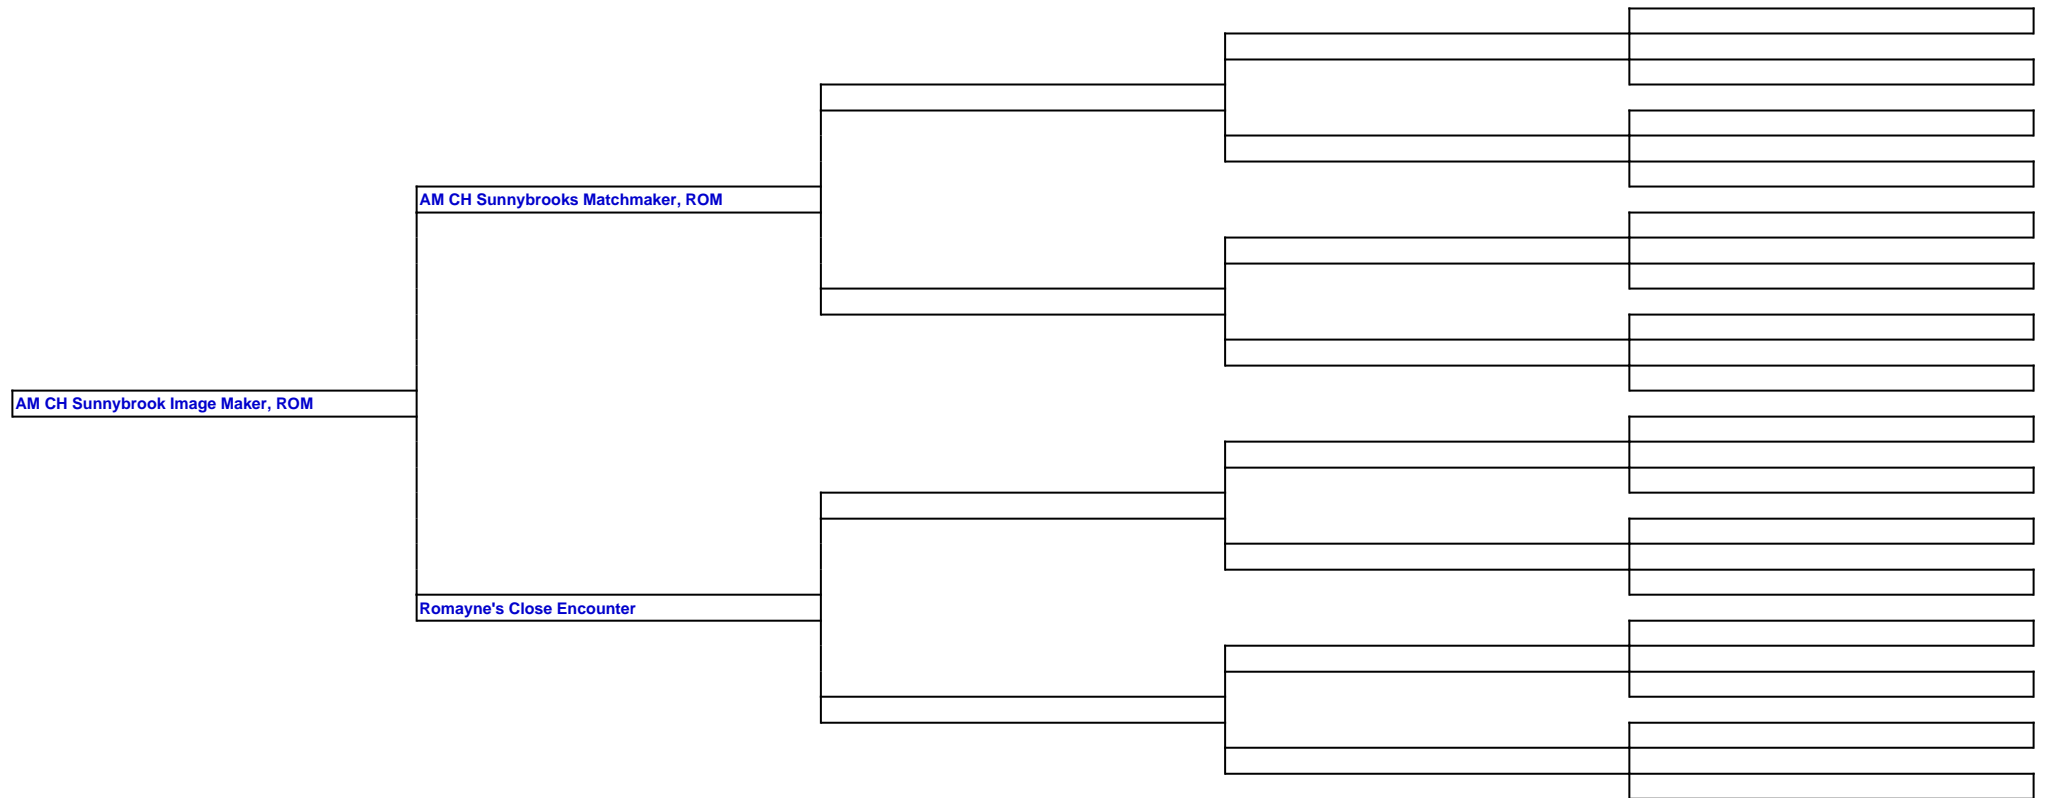 AM CH Sunnybrooks Matchmaker, ROM
AM CH Sunnybrook Image Maker, ROM
Romayne's Close Encounter